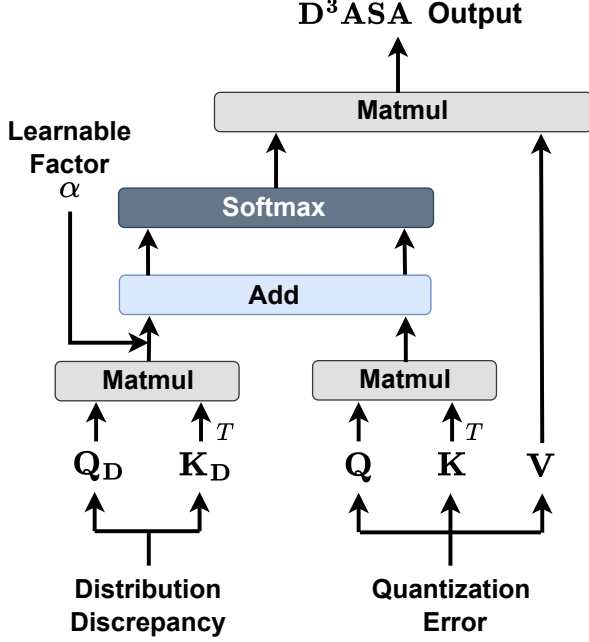 D³ASA Output
Matmul
Learnable
Factor
α
Softmax
Add
Matmul
Matmul
Q_D K_D^T
Q K^T V
Distribution
Discrepancy
Quantization
Error